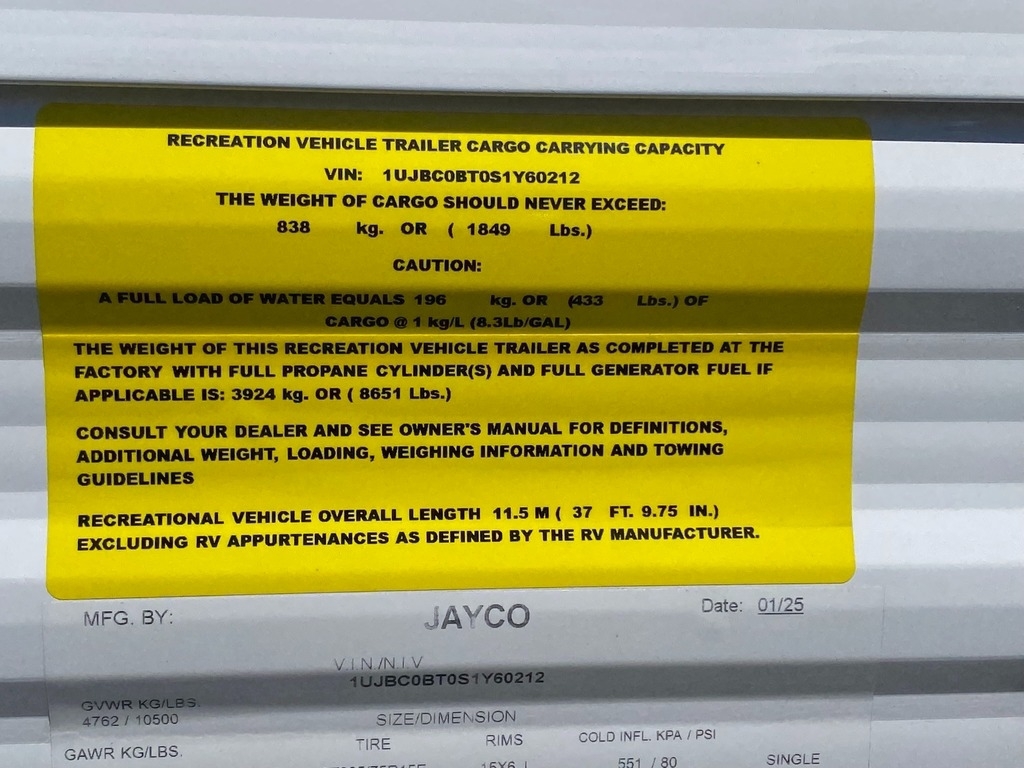 RECREATION VEHICLE TRAILER CARGO CARRYING CAPACITY
VIN: 1UJBC0BT0S1Y60212
THE WEIGHT OF CARGO SHOULD NEVER EXCEED:
838 kg. OR ( 1849 Lbs.)
CAUTION:
A FULL LOAD OF WATER EQUALS 196 kg. OR (433 Lbs.) OF
CARGO @ 1 kg/L (8.3Lb/GAL)
THE WEIGHT OF THIS RECREATION VEHICLE TRAILER AS COMPLETED AT THE
FACTORY WITH FULL PROPANE CYLINDER(S) AND FULL GENERATOR FUEL IF
APPLICABLE IS: 3924 kg. OR ( 8651 Lbs.)
CONSULT YOUR DEALER AND SEE OWNER'S MANUAL FOR DEFINITIONS,
ADDITIONAL WEIGHT, LOADING, WEIGHING INFORMATION AND TOWING
GUIDELINES
RECREATIONAL VEHICLE OVERALL LENGTH 11.5 M ( 37 FT. 9.75 IN.)
EXCLUDING RV APPURTENANCES AS DEFINED BY THE RV MANUFACTURER.
MFG. BY: JAYCO Date: 01/25
V.I.N./N.I.V
1UJBC0BT0S1Y60212
GVWR KG/LBS.
4762 / 10500
SIZE/DIMENSION
GAWR KG/LBS. TIRE RIMS COLD INFL. KPA / PSI
551 / 80 SINGLE